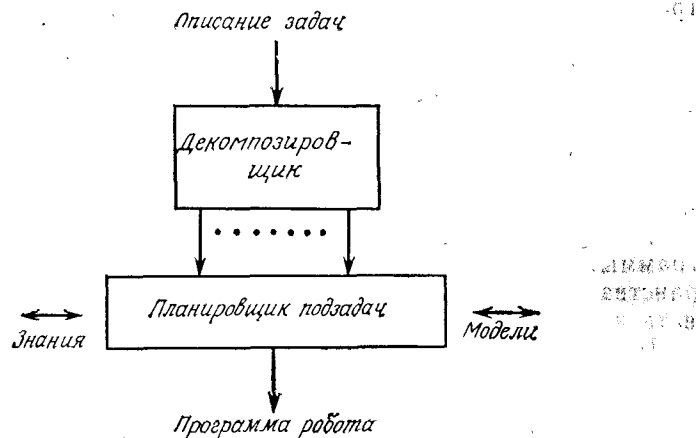 Описание задач
Декомпозиров-
щик
Планировщик подзадач
Знания
Модели
Программа робота